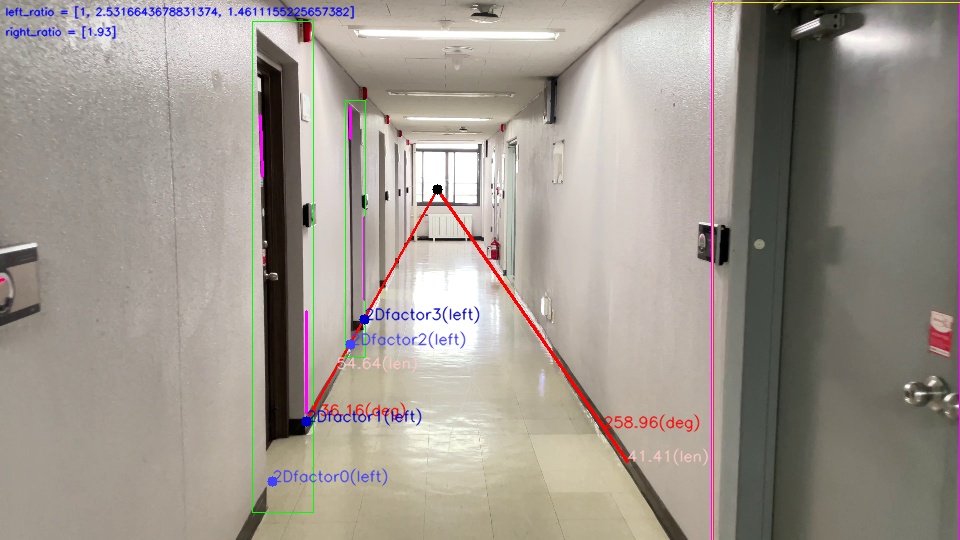 left_ratio = [1, 2.5316643678831374, 1.4611155225657382]
right_ratio = [1.93]
2Dfactor3(left)
2Dfactor2(left)
54.64(len)
36.16(deg)
2Dfactor1(left)
258.96(deg)
41.41(len)
2Dfactor0(left)